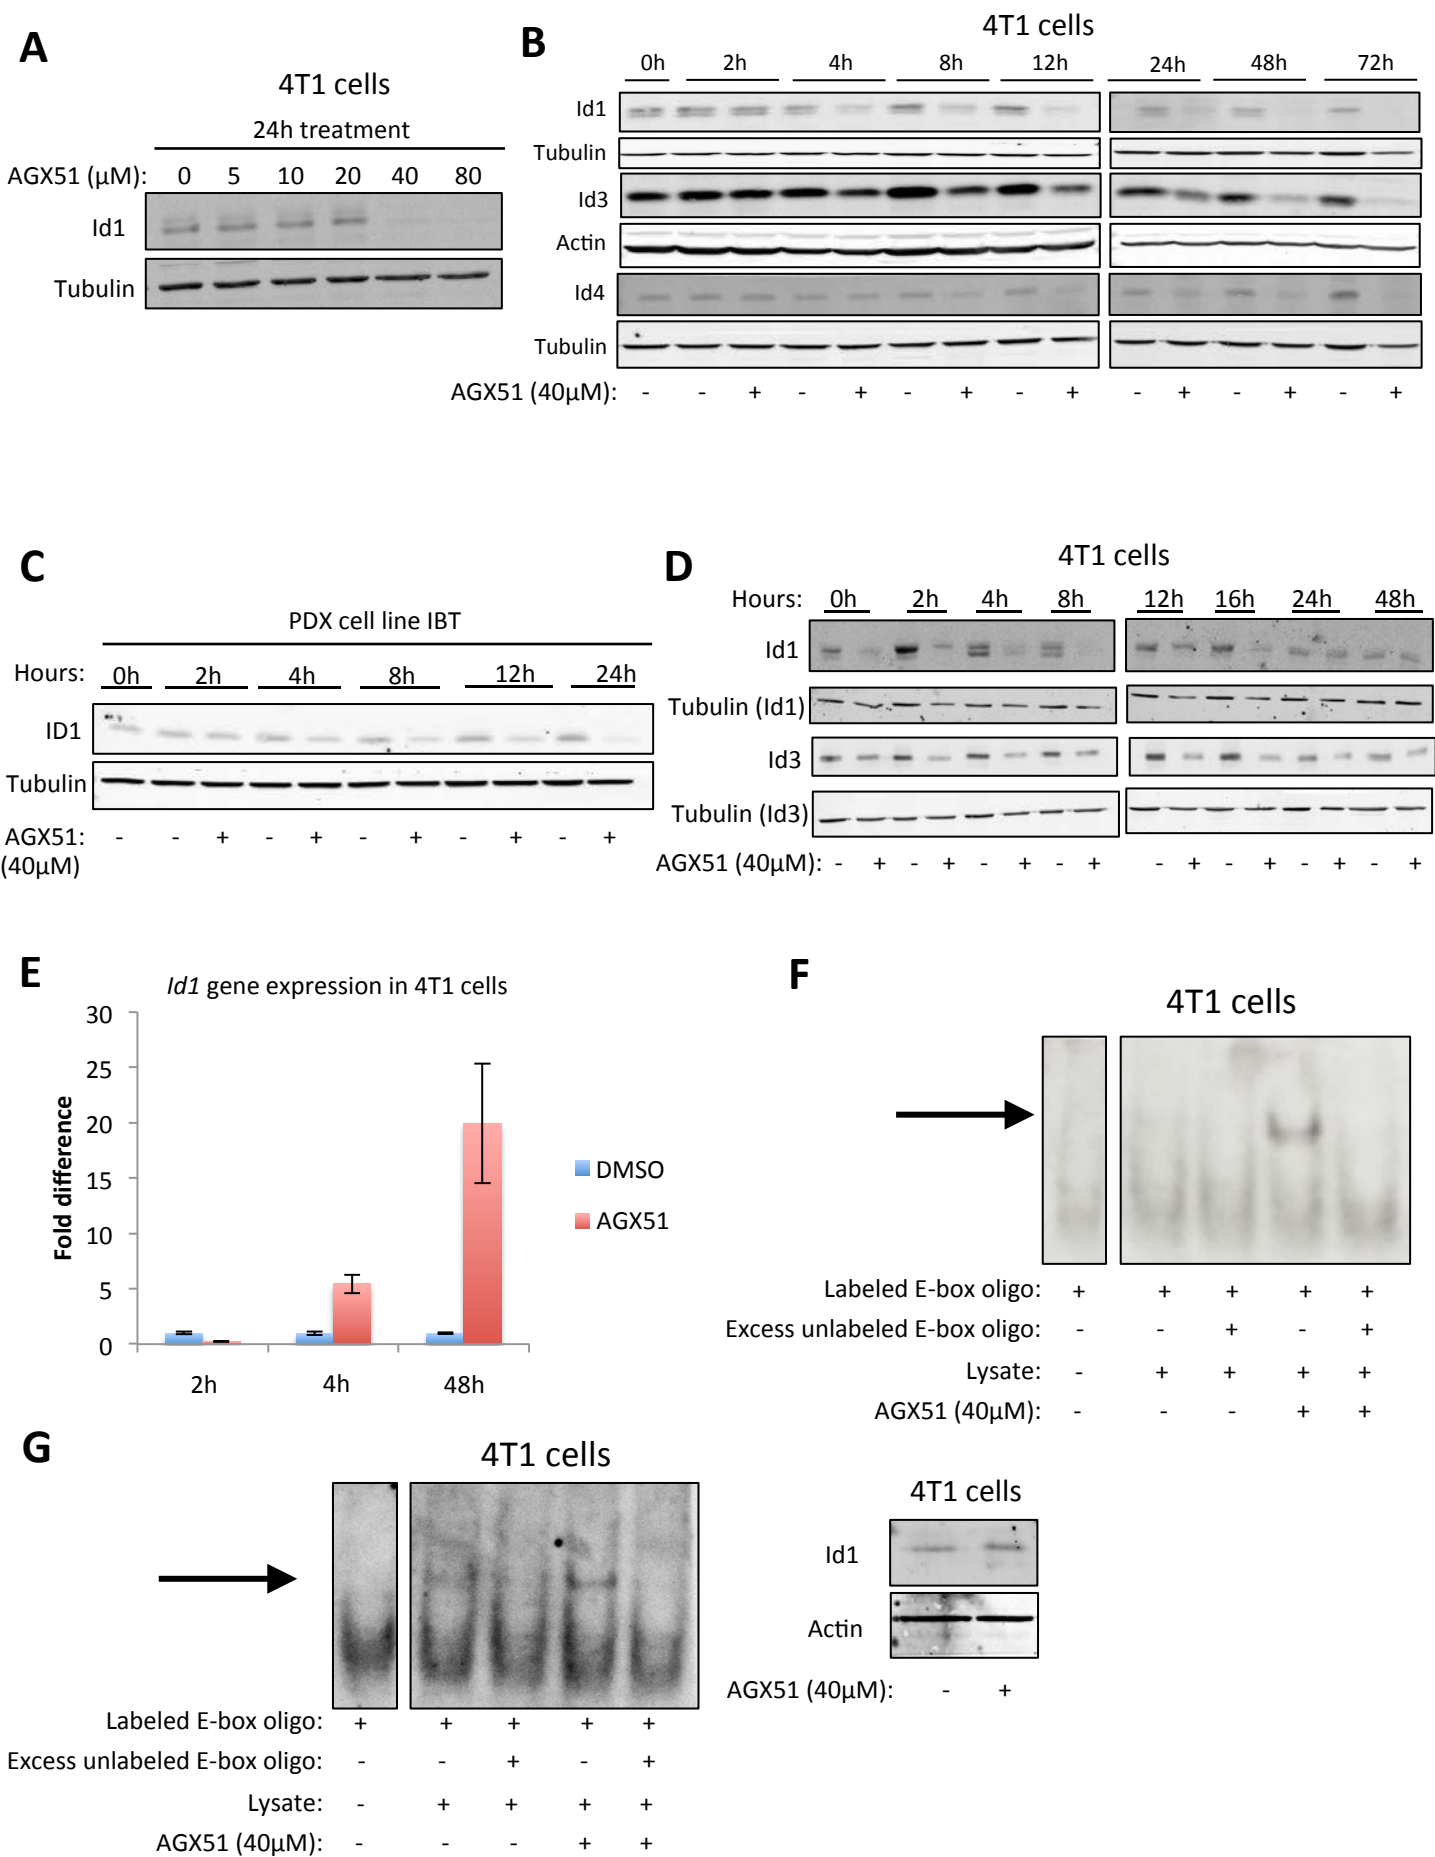 A
4T1 cells
24h treatment
AGX51 (μM): 0 5 10 20 40 80
Id1
Tubulin
B
4T1 cells
0h 2h 4h 8h 12h 24h 48h 72h
Id1
Tubulin
Id3
Actin
Id4
Tubulin
AGX51 (40μM): - - + - + - + - + - + - + - +
C
PDX cell line IBT
Hours: 0h 2h 4h 8h 12h 24h
ID1
Tubulin
AGX51: - - + - + - + - + - +
(40μM)
D
4T1 cells
Hours: 0h 2h 4h 8h 12h 16h 24h 48h
Id1
Tubulin (Id1)
Id3
Tubulin (Id3)
AGX51 (40μM): - + - + - + - + - + - + - + - +
E
Id1 gene expression in 4T1 cells
Fold difference
30
25
20
15
10
5
0
2h 4h 48h
DMSO
AGX51
F
4T1 cells
Labeled E-box oligo: + + + + +
Excess unlabeled E-box oligo: - - + - +
Lysate: - + + + +
AGX51 (40μM): - - - + +
G
4T1 cells
Labeled E-box oligo: + + + + +
Excess unlabeled E-box oligo: - - + - +
Lysate: - + + + +
AGX51 (40μM): - - - + +
4T1 cells
Id1
Actin
AGX51 (40μM): - +